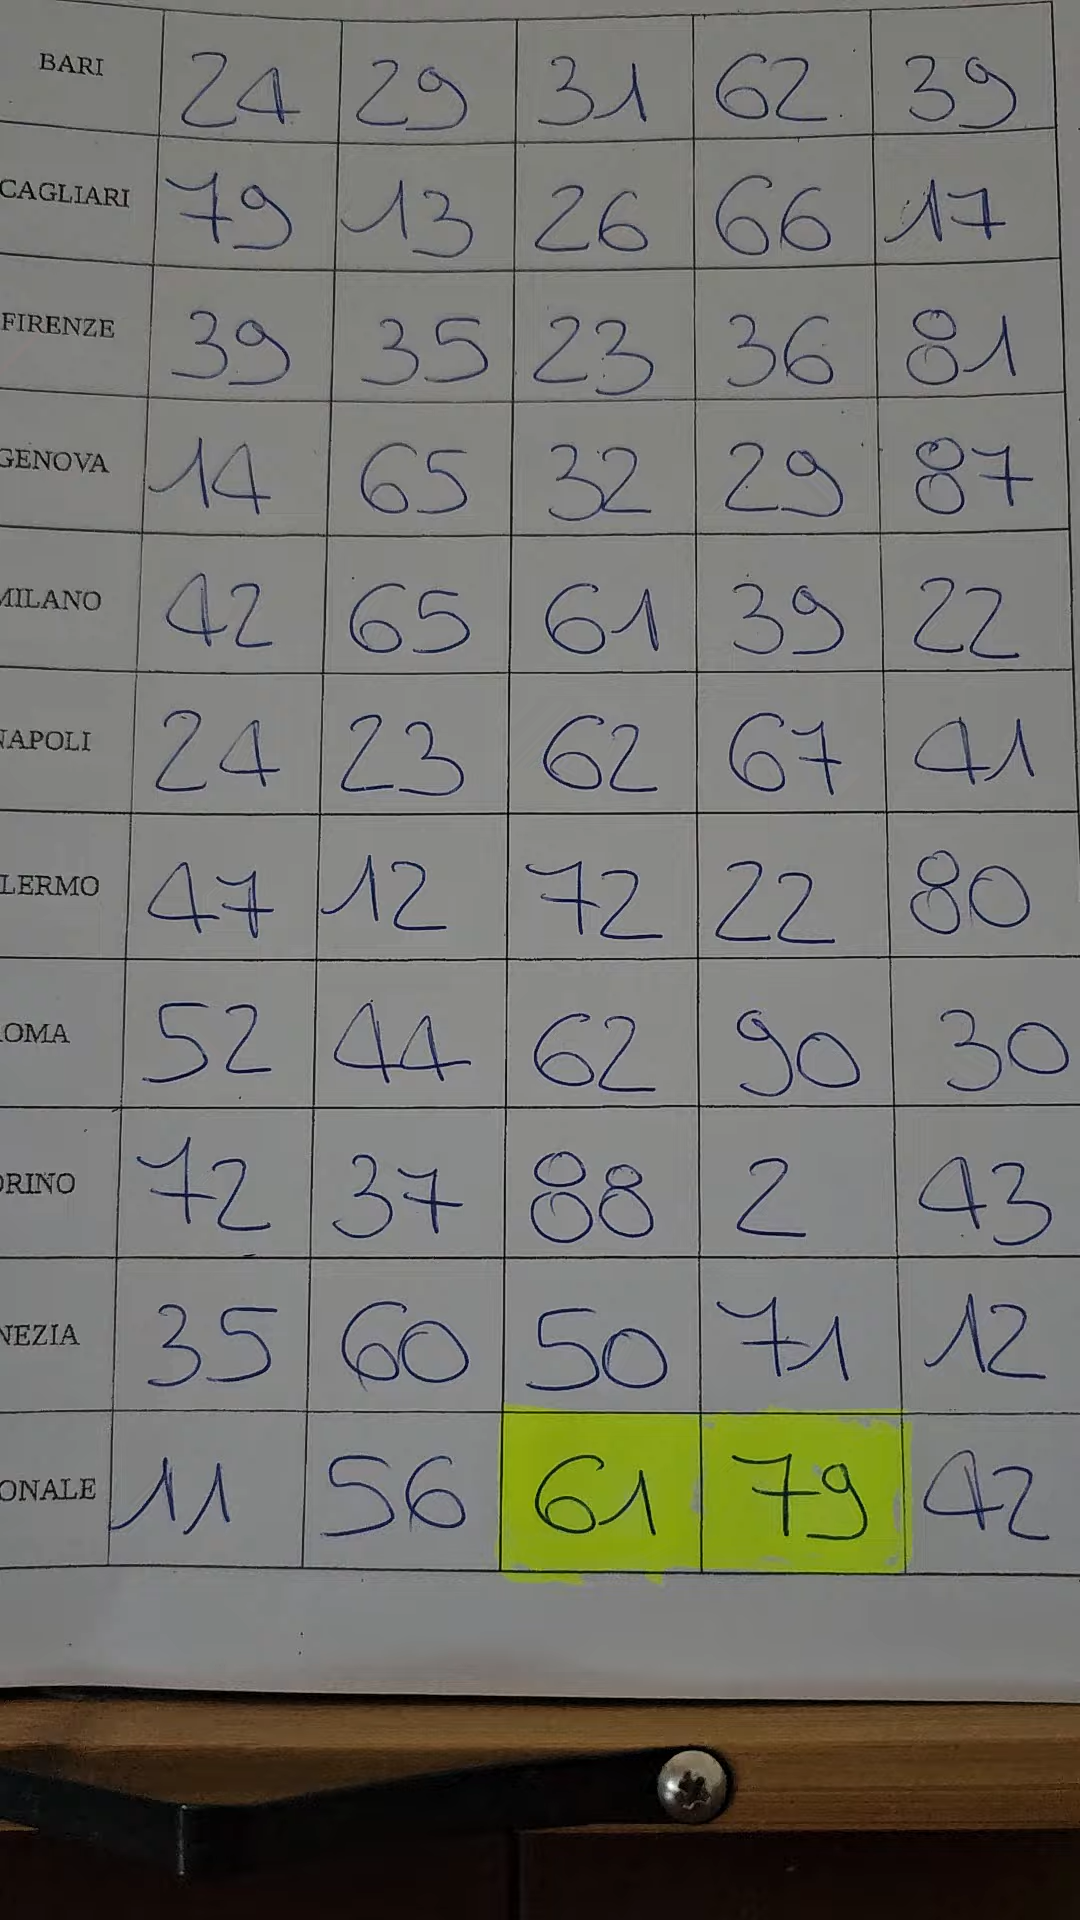 BARI 24 29 31 62 39
CAGLIARI 79 13 26 66 17
FIRENZE 39 35 23 36 81
GENOVA 14 65 32 29 87
MILANO 42 65 61 39 22
NAPOLI 24 23 62 67 41
LERMO 47 12 72 22 80
OMA 52 44 62 90 30
ORINO 72 37 88 2 43
NEZIA 35 60 50 71 12
ONALE 11 56 61 79 42